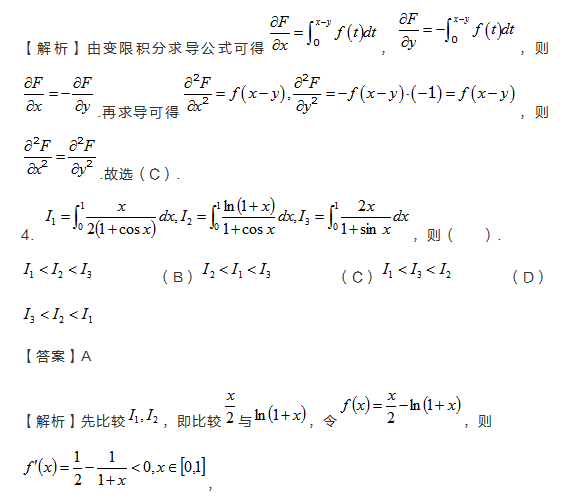 【解析】由变限积分求导公式可得 ∂F/∂x = ∫₀^{x−y} f(t)dt , ∂F/∂y = −∫₀^{x−y} f(t)dt ，则
∂F/∂x = −∂F/∂y .再求导可得 ∂²F/∂x² = f(x−y), ∂²F/∂y² = −f(x−y)·(−1) = f(x−y) ，则
∂²F/∂x² = ∂²F/∂y² .故选（C）.
4. I₁ = ∫₀¹ x/(2(1+cos x)) dx, I₂ = ∫₀¹ ln(1+x)/(1+cos x) dx, I₃ = ∫₀¹ 2x/(1+sin x) dx ，则（ ）.
I₁ < I₂ < I₃ （B） I₂ < I₁ < I₃ （C） I₁ < I₃ < I₂ （D）
I₃ < I₂ < I₁
【答案】A
【解析】先比较 I₁, I₂ ，即比较 x/2 与 ln(1+x) ，令 f(x) = x/2 − ln(1+x) ，则
f′(x) = 1/2 − 1/(1+x) < 0, x ∈ [0,1] ，